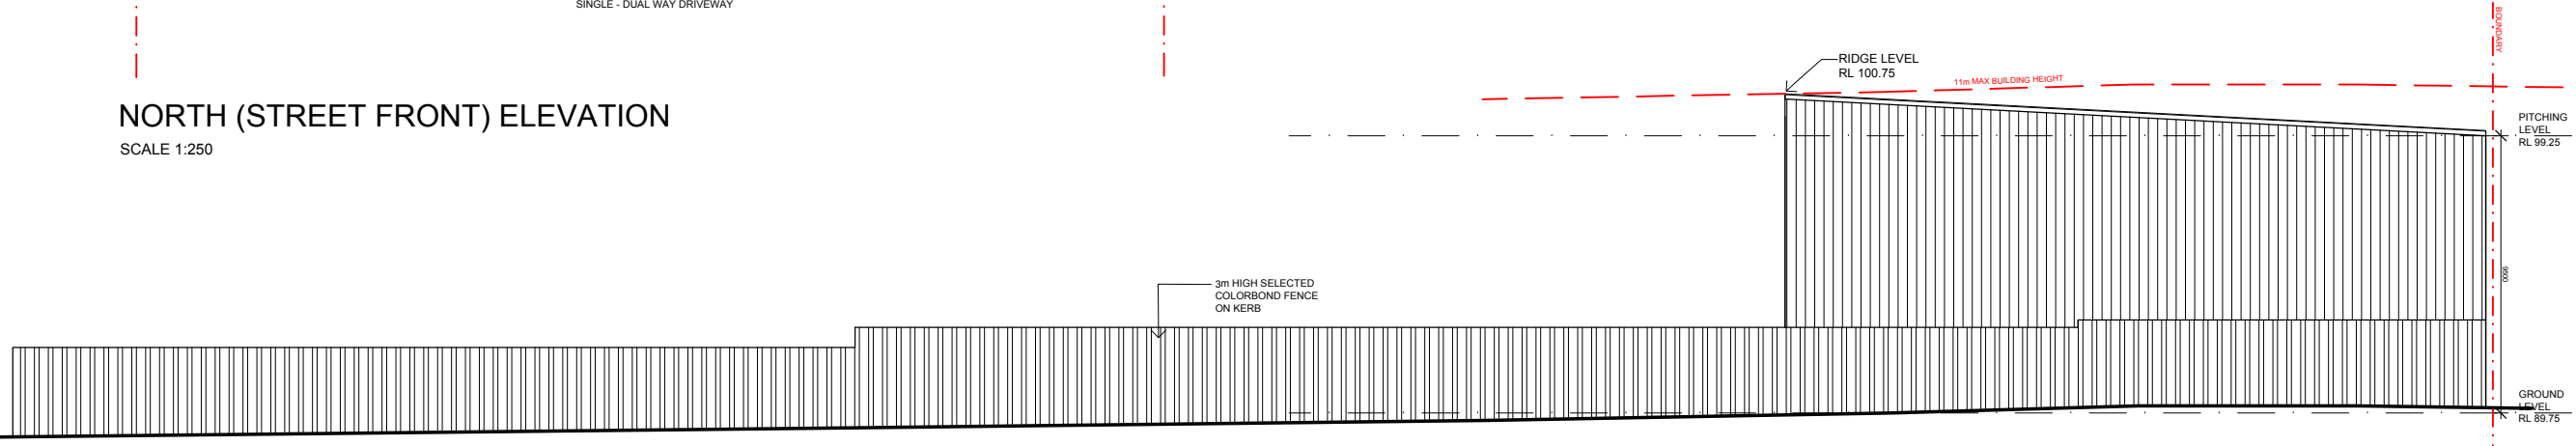 SINGLE - DUAL WAY DRIVEWAY
BOUNDARY
RIDGE LEVEL
RL 100.75
11m MAX BUILDING HEIGHT
NORTH (STREET FRONT) ELEVATION
SCALE 1:250
PITCHING
LEVEL
RL 99.25
9500
3m HIGH SELECTED
COLORBOND FENCE
ON KERB
GROUND
LEVEL
RL 89.75